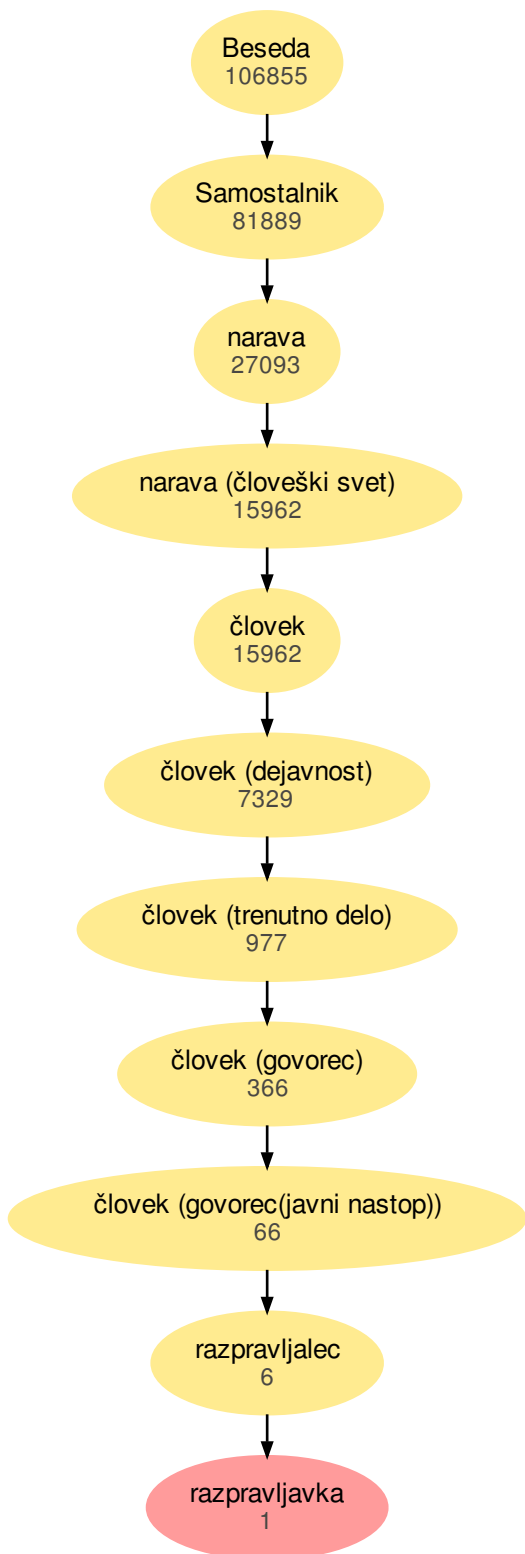 Beseda
106855
Samostalnik
81889
narava
27093
narava (človeški svet)
15962
človek
15962
človek (dejavnost)
7329
človek (trenutno delo)
977
človek (govorec)
366
človek (govorec(javni nastop))
66
razpravljalec
6
razpravljavka
1